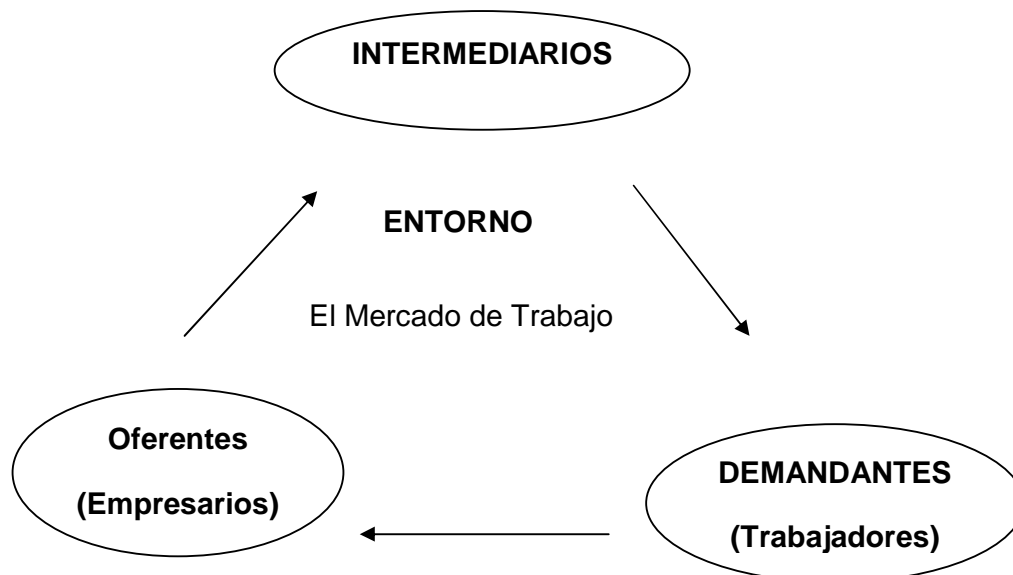 INTERMEDIARIOS
ENTORNO
El Mercado de Trabajo
Oferentes
(Empresarios)
DEMANDANTES
(Trabajadores)